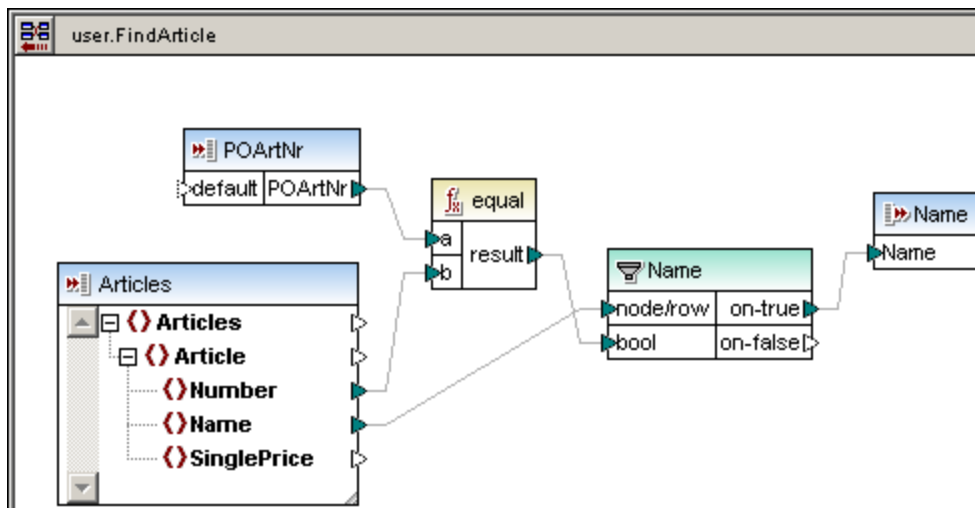 user.FindArticle
POArtNr
default POArtNr
fx equal
a
result
b
Name
Name
Name
node/row on-true
bool on-false
Articles
{} Articles
{} Article
{} Number
{} Name
{} SinglePrice